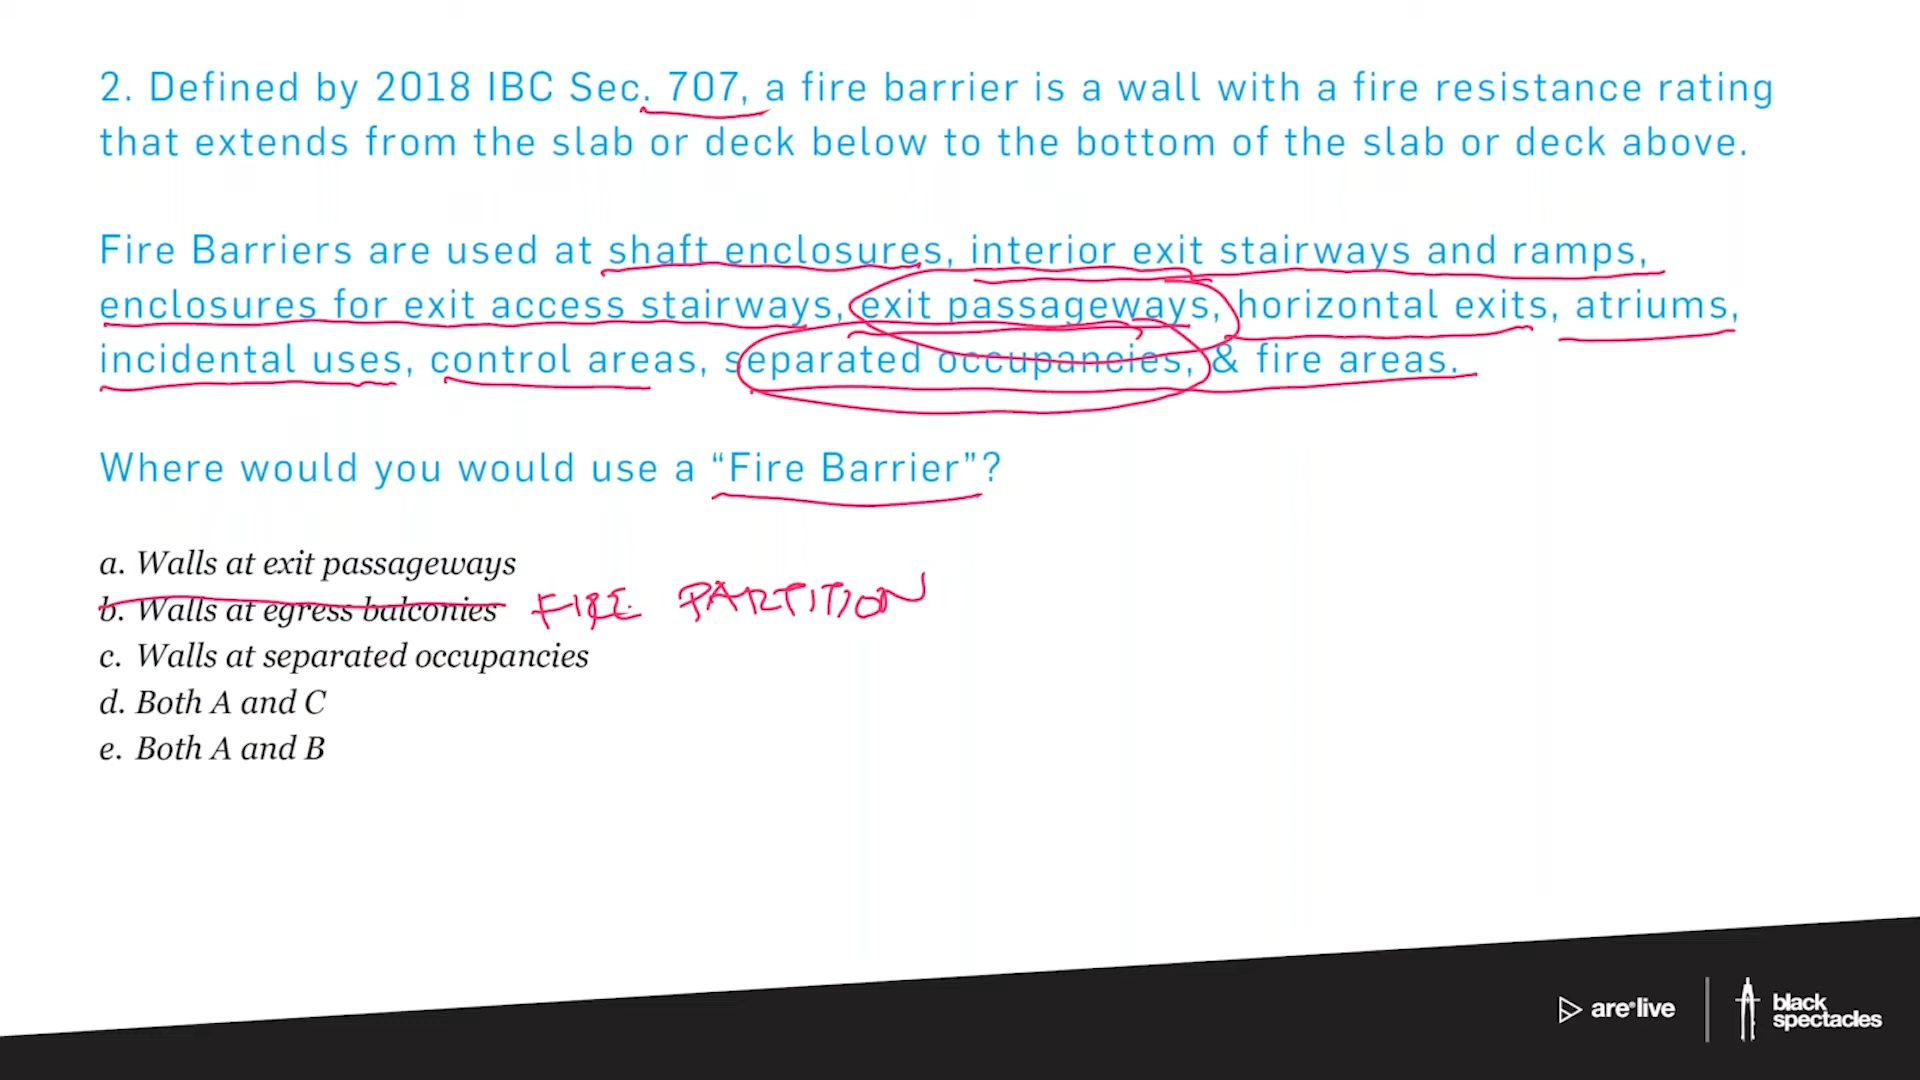 2. Defined by 2018 IBC Sec. 707, a fire barrier is a wall with a fire resistance rating
that extends from the slab or deck below to the bottom of the slab or deck above.
Fire Barriers are used at shaft enclosures, interior exit stairways and ramps,
enclosures for exit access stairways, exit passageways, horizontal exits, atriums,
incidental uses, control areas, separated occupancies, & fire areas.
Where would you would use a “Fire Barrier”?
a. Walls at exit passageways
b. Walls at egress balconies FIRE PARTITION
c. Walls at separated occupancies
d. Both A and C
e. Both A and B
are live
black
spectacles